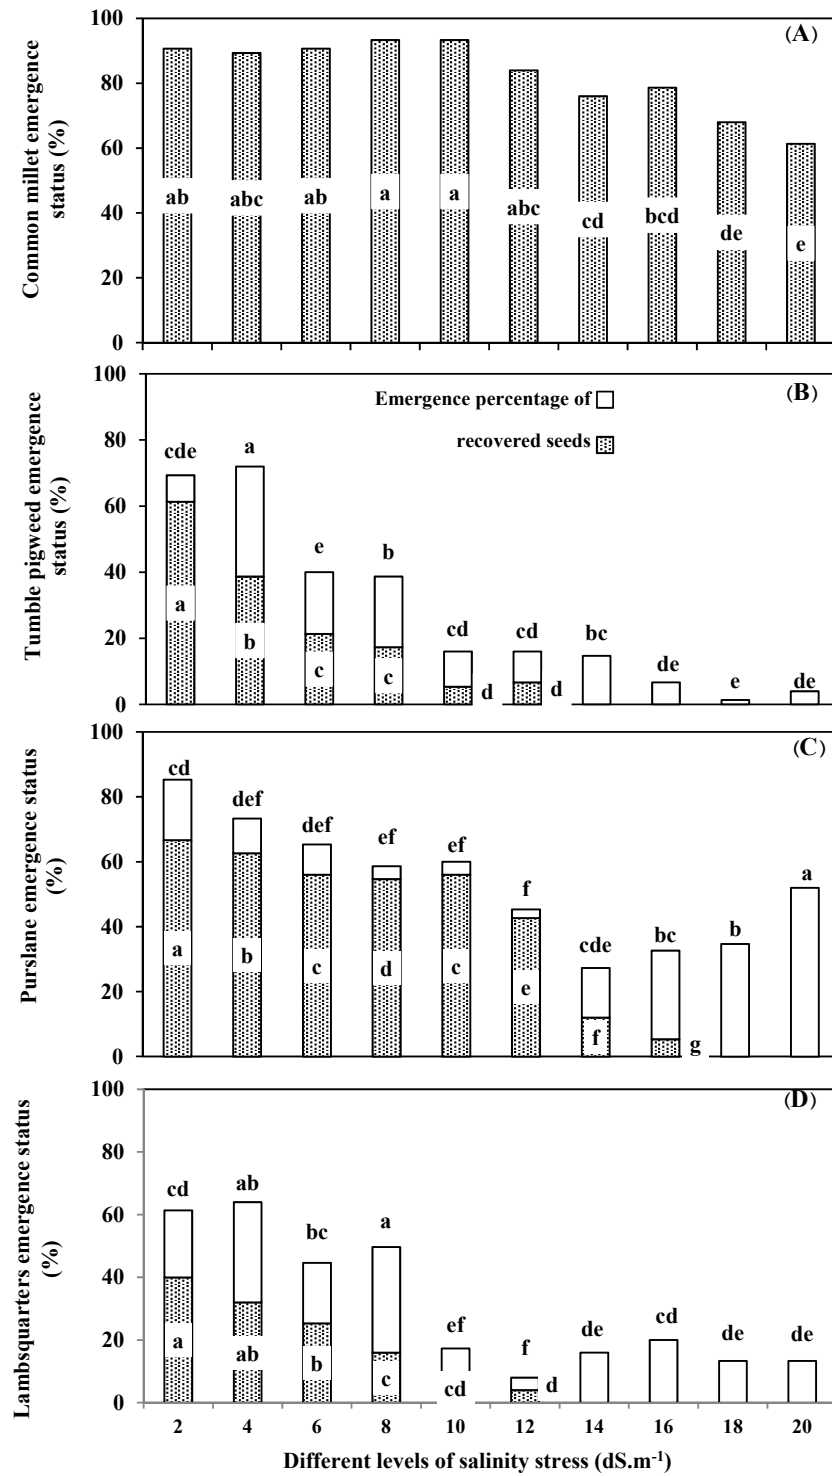 100
(A)
80
60
40
20
0
Common millet emergence
status (%)
ab abc ab a a abc cd bcd de e
100
(B)
80
60
40
20
0
Tumble pigweed emergence
status (%)
Emergence percentage of
recovered seeds
cde a e b cd cd bc de e de
a b c c d d
100
(C)
80
60
40
20
0
Purslane emergence status
(%)
cd def def ef ef f cde bc b a
a b c d c e f g
100
(D)
80
60
40
20
0
Lambsquarters emergence status
(%)
cd ab bc a ef f de cd de de
a ab b c cd d
2 4 6 8 10 12 14 16 18 20
Different levels of salinity stress (dS.m⁻¹)